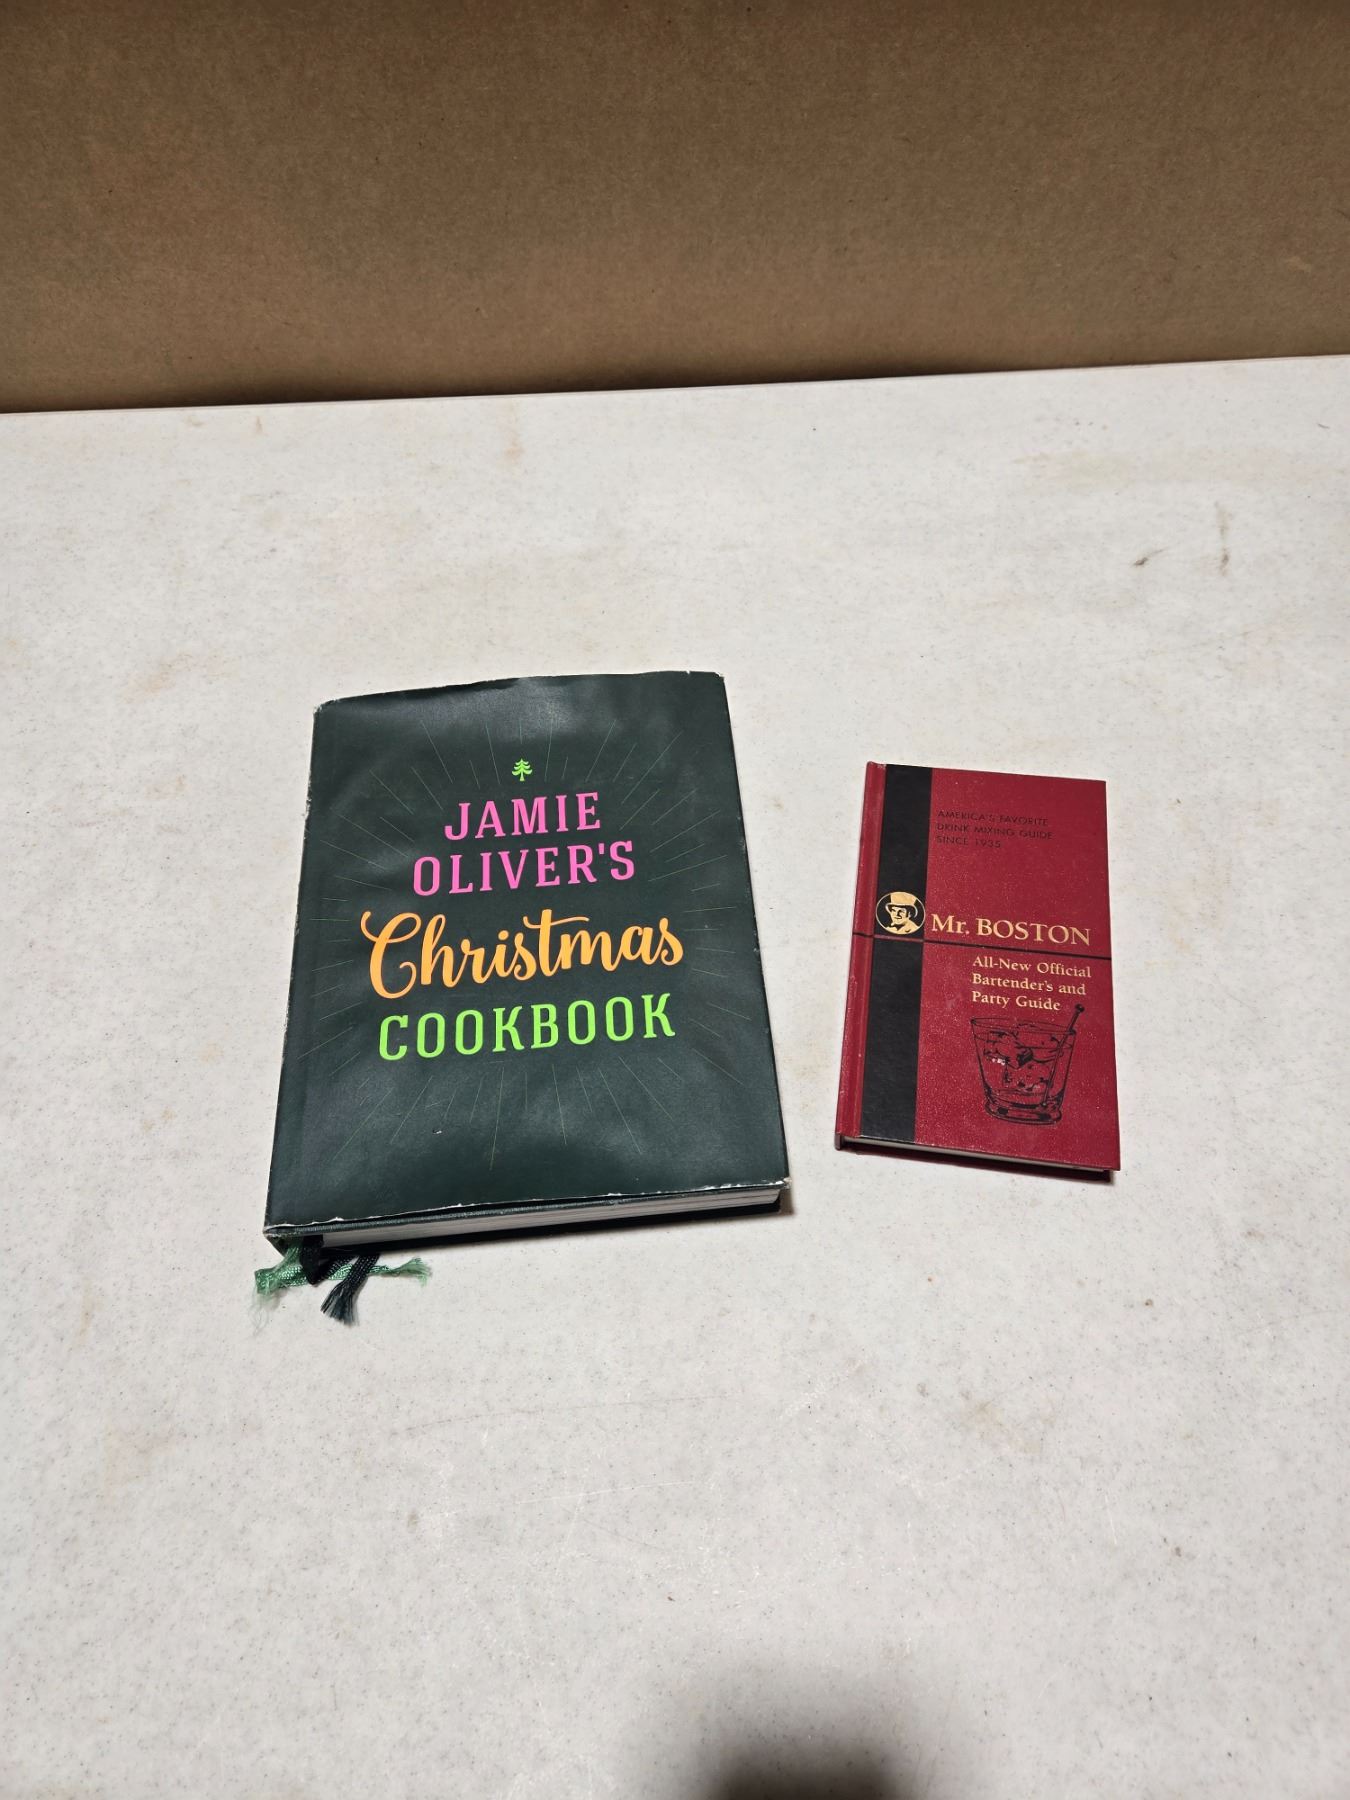 JAMIE
OLIVER'S
Christmas
COOKBOOK
AMERICA'S FAVORITE
DRINK MIXING GUIDE
SINCE 1935
Mr. BOSTON
All-New Official
Bartender's and
Party Guide